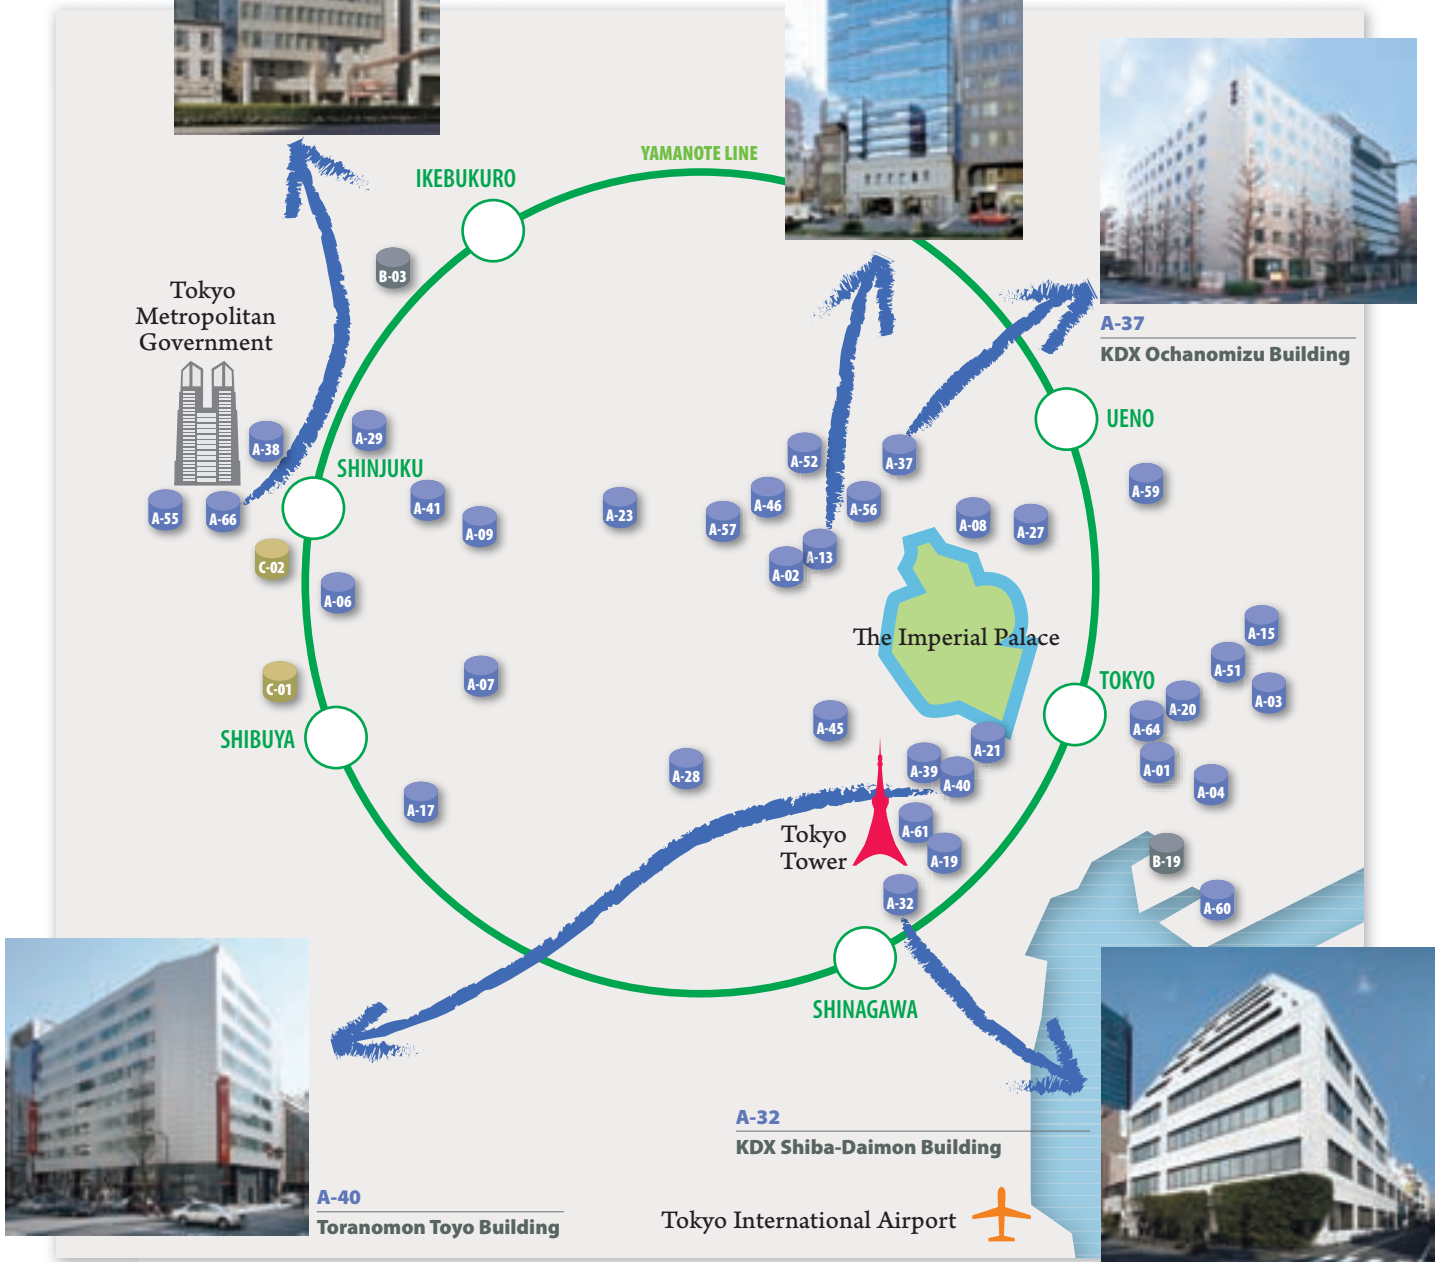 YAMANOTE LINE
IKEBUKURO
B-03
Tokyo
Metropolitan
Government
A-37
KDX Ochanomizu Building
UENO
A-38
A-29
SHINJUKU
A-52
A-37
A-55
A-66
A-41
A-09
A-23
A-57
A-46
A-56
A-08
A-27
A-59
C-02
A-06
A-02
A-13
The Imperial Palace
A-15
A-51
A-03
C-01
A-07
TOKYO
A-20
A-64
A-45
SHIBUYA
A-21
A-39
A-40
A-01
A-04
A-28
A-17
Tokyo
Tower
A-61
A-19
B-19
A-32
A-60
SHINAGAWA
A-32
KDX Shiba-Daimon Building
A-40
Toranomon Toyo Building
Tokyo International Airport